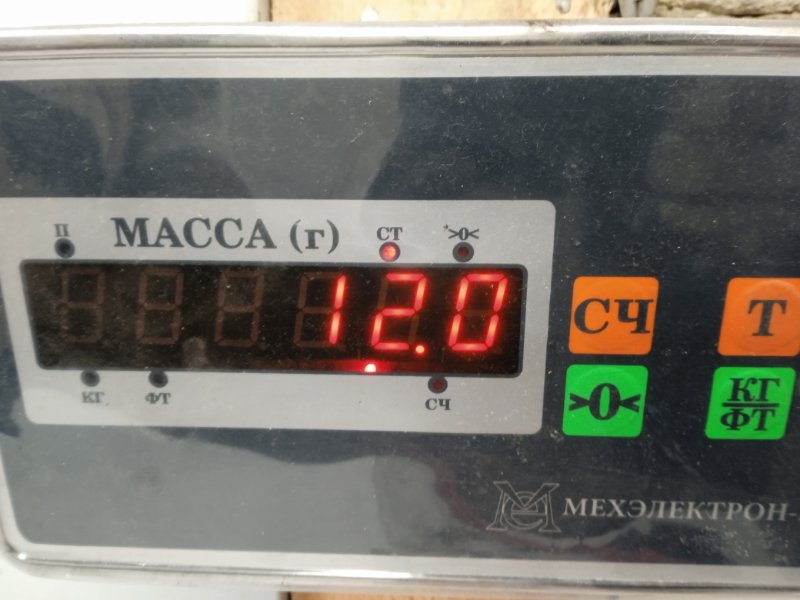 П МАССА (г) СТ >0<
12.0
КГ ФТ СЧ
СЧ Т
>0< КГ
ФТ
МЕХЭЛЕКТРОН-